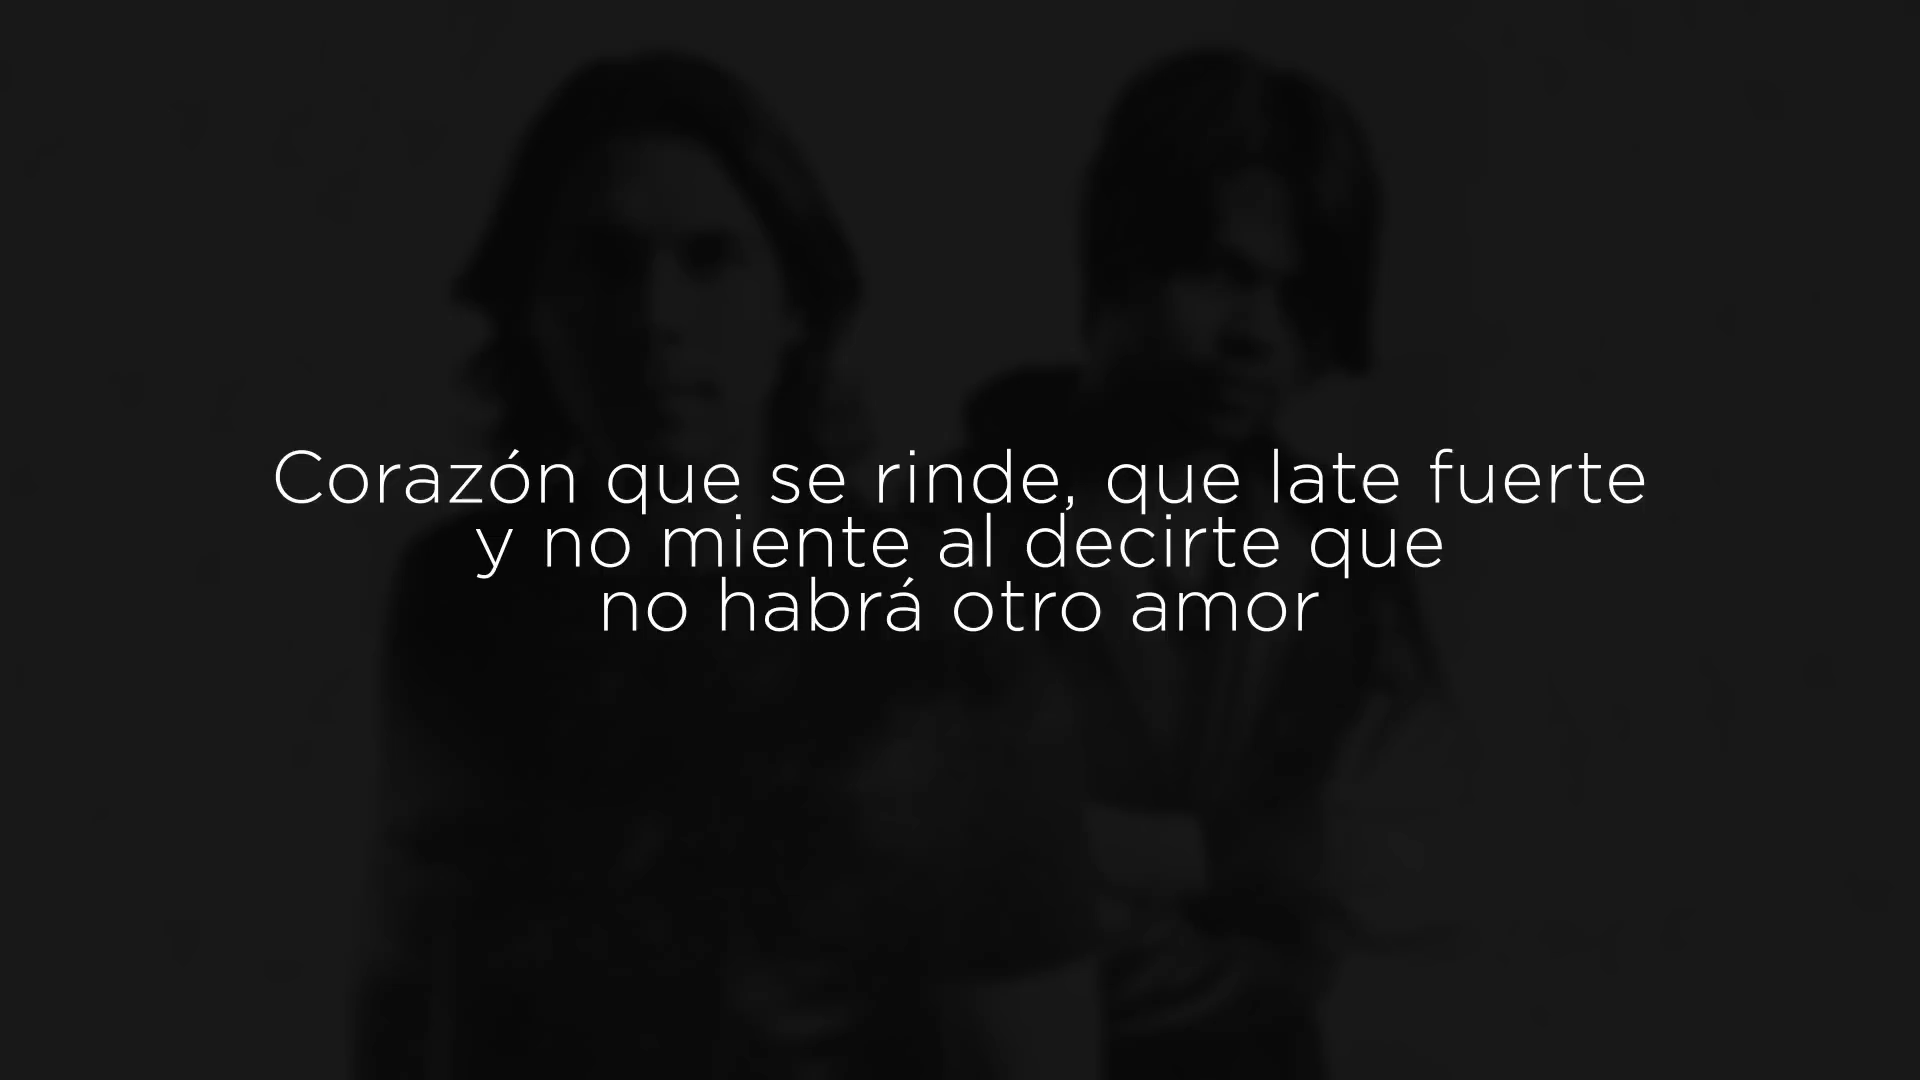 Corazón que se rinde, que late fuerte
y no miente al decirte que
no habrá otro amor